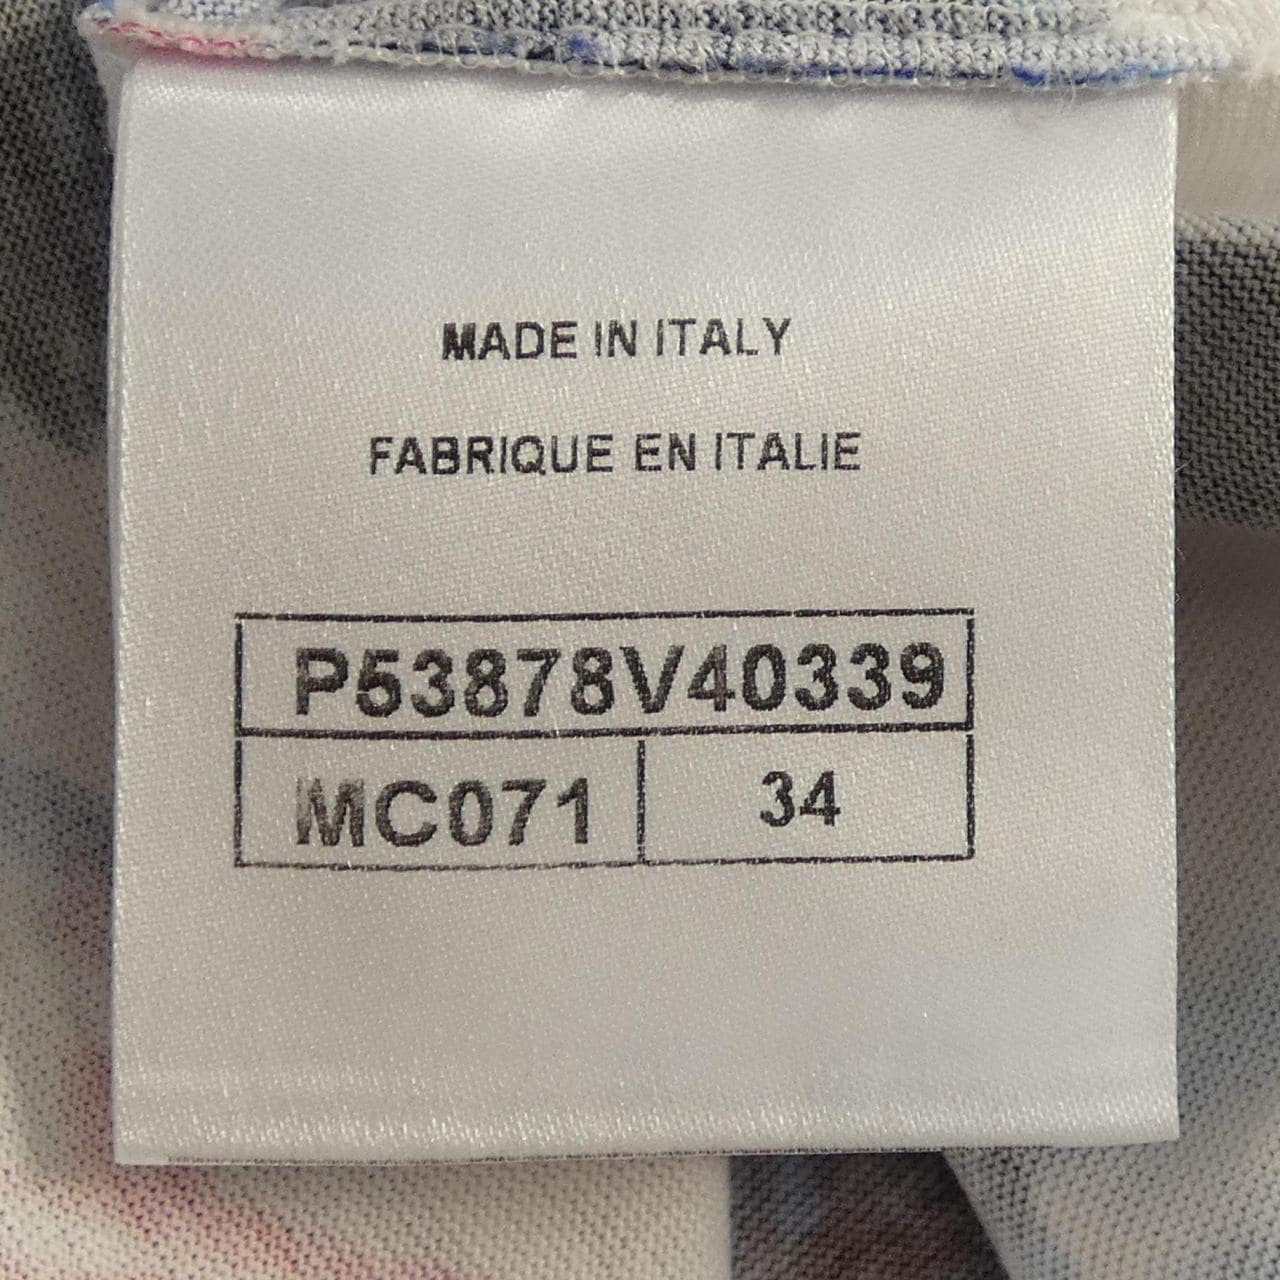 MADE IN ITALY
FABRIQUE EN ITALIE
P53878V40339
MC071 34